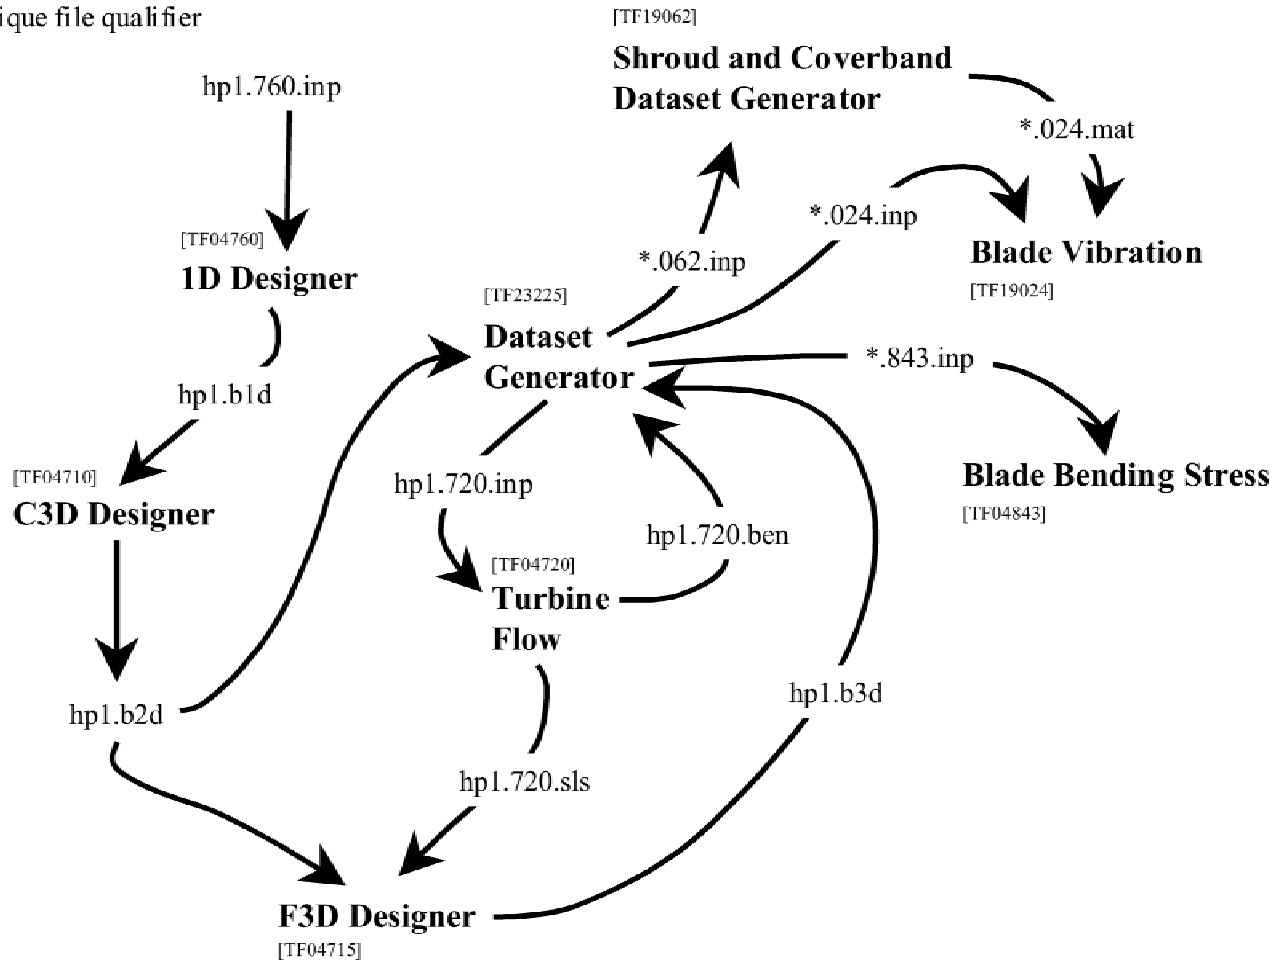 ique file qualifier
[TF19062]
Shroud and Coverband
Dataset Generator
hp1.760.inp
*.024.mat
*.024.inp
[TF04760]
1D Designer
*.062.inp
Blade Vibration
[TF19024]
[TF23225]
Dataset
Generator
*.843.inp
hp1.b1d
[TF04710]
C3D Designer
hp1.720.inp
Blade Bending Stress
[TF04843]
hp1.720.ben
[TF04720]
Turbine
Flow
hp1.b2d
hp1.b3d
hp1.720.sls
F3D Designer
[TF04715]